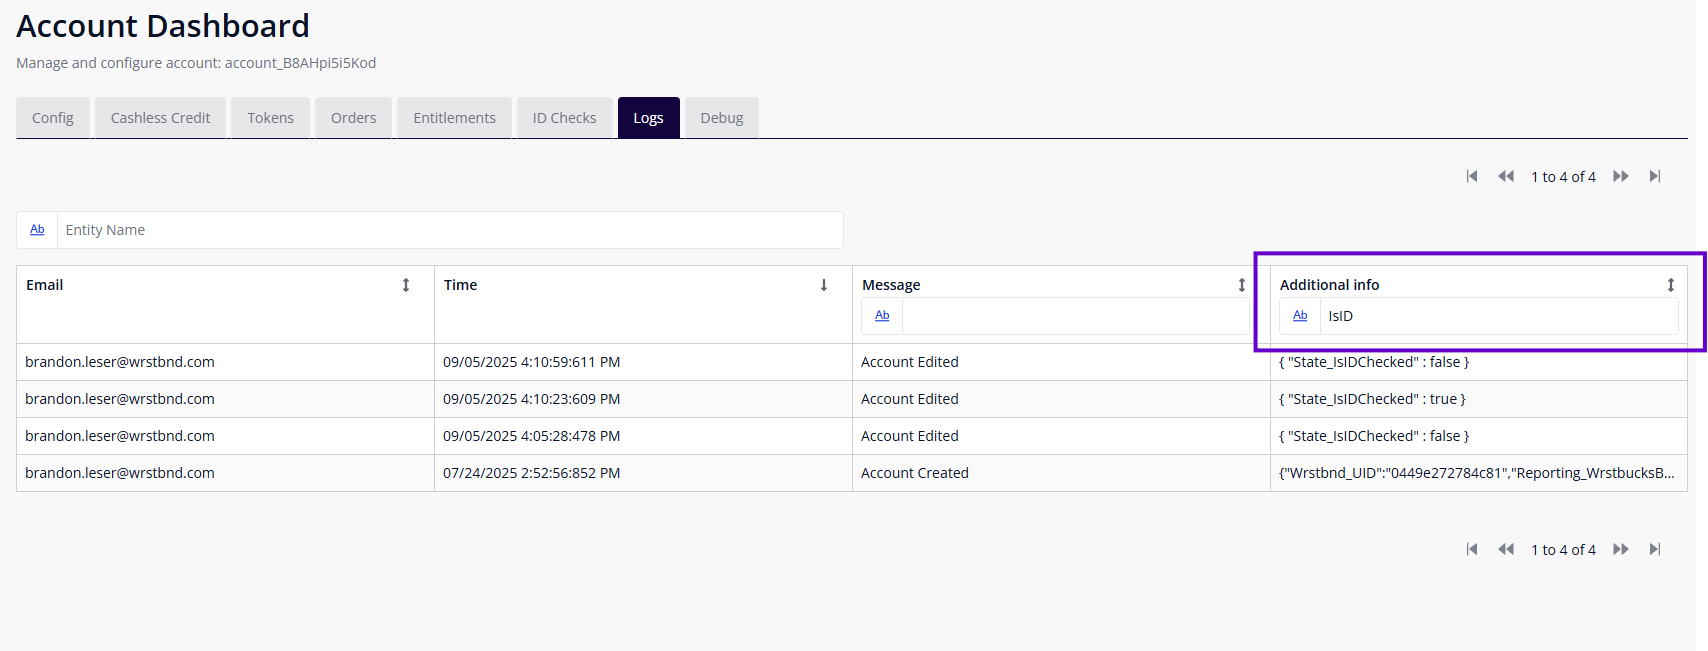 Account Dashboard
Manage and configure account: account_B8AHpi5i5Kod
Config Cashless Credit Tokens Orders Entitlements ID Checks Logs Debug
1 to 4 of 4
Ab Entity Name
Email Time Message Additional info
Ab Ab IsID
brandon.leser@wrstbnd.com 09/05/2025 4:10:59:611 PM Account Edited { "State_IsIDChecked" : false }
brandon.leser@wrstbnd.com 09/05/2025 4:10:23:609 PM Account Edited { "State_IsIDChecked" : true }
brandon.leser@wrstbnd.com 09/05/2025 4:05:28:478 PM Account Edited { "State_IsIDChecked" : false }
brandon.leser@wrstbnd.com 07/24/2025 2:52:56:852 PM Account Created {"Wrstbnd_UID":"0449e272784c81","Reporting_WrstbucksB...
1 to 4 of 4